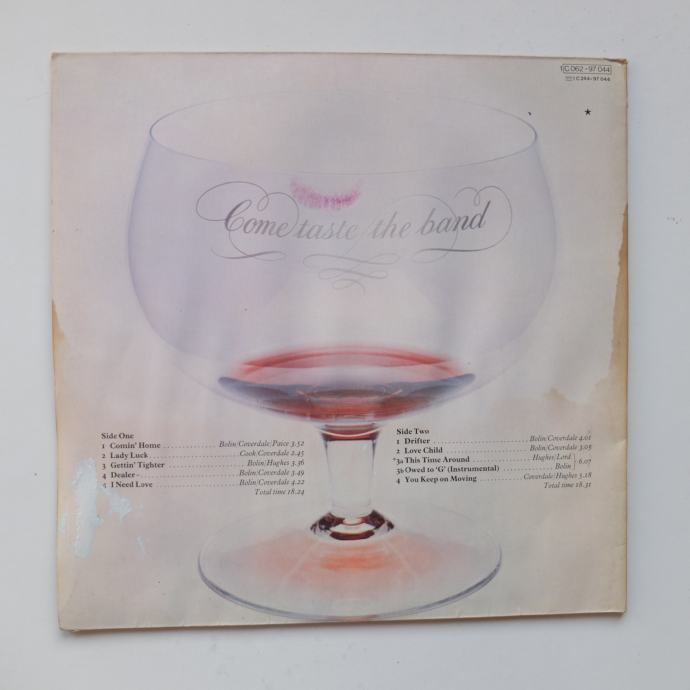 1C 062-97 044
1C 244-97 044
Come taste the band
Side One
1 Comin' Home Bolin/Coverdale/Paice 3.52
2 Lady Luck Cook/Coverdale 2.45
3 Gettin' Tighter Bolin/Hughes 3.36
4 Dealer Bolin/Coverdale 3.49
5 I Need Love Bolin/Coverdale 4.22
Total time 18.24
Side Two
1 Drifter Bolin/Coverdale 4.01
2 Love Child Bolin/Coverdale 3.05
*3a This Time Around Hughes/Lord
3b Owed to 'G' (Instrumental) Bolin } 6.07
4 You Keep on Moving Coverdale/Hughes 5.18
Total time 18.31